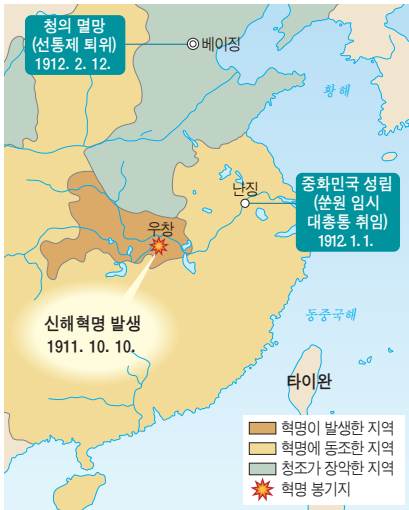 청의 멸망
(선통제 퇴위)
1912. 2. 12.
베이징
황해
난징
중화민국 성립
(쑨원 임시
대총통 취임)
1912. 1. 1.
우창
신해혁명 발생
1911. 10. 10.
동중국해
타이완
혁명이 발생한 지역
혁명에 동조한 지역
청조가 장악한 지역
혁명 봉기지